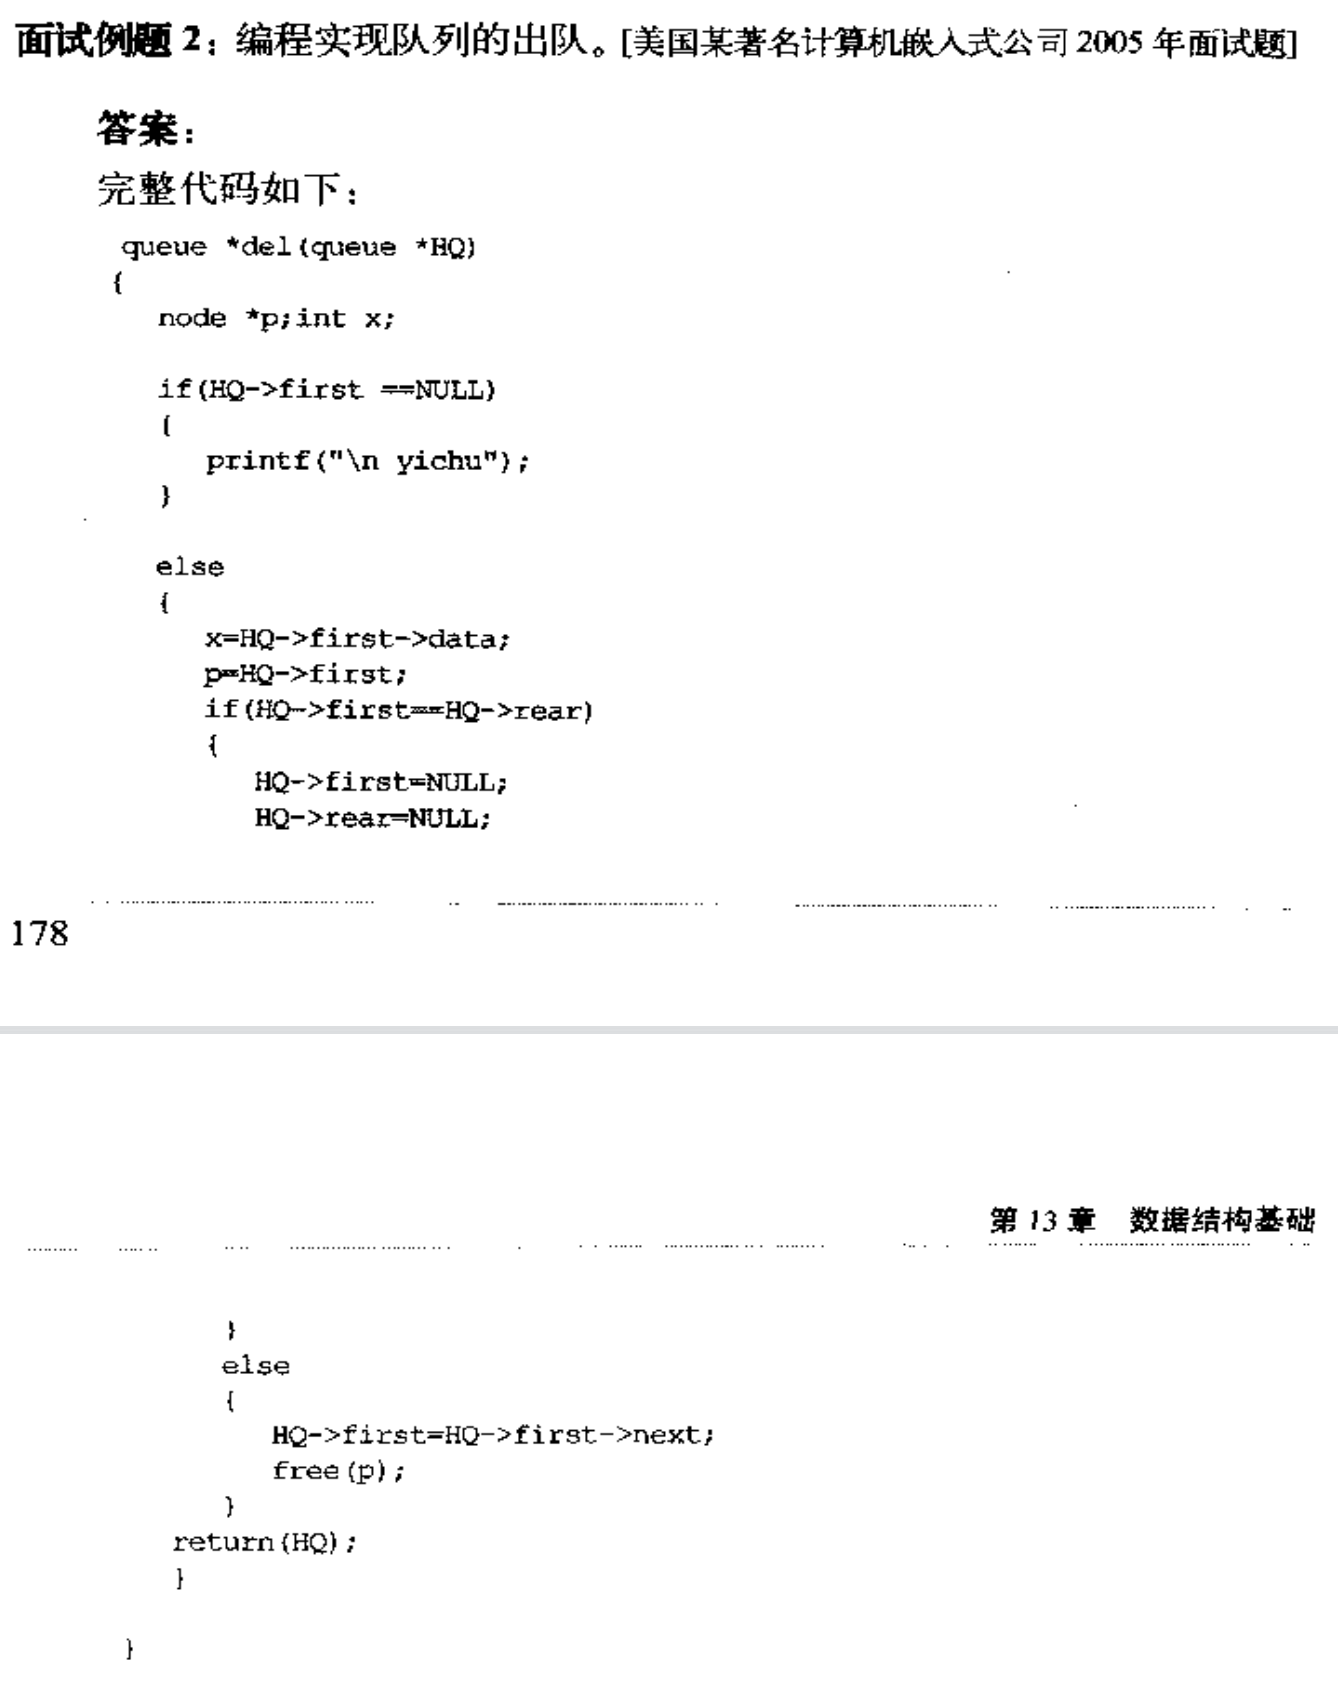 面试例题 2：编程实现队列的出队。[美国某著名计算机嵌入式公司 2005 年面试题]
答案：
完整代码如下：
queue *del(queue *HQ)
{
node *p;int x;
if(HQ->first ==NULL)
{
printf("\n yichu");
}
else
{
x=HQ->first->data;
p=HQ->first;
if(HQ->first==HQ->rear)
{
HQ->first=NULL;
HQ->rear=NULL;
178
第 13 章 数据结构基础
}
else
{
HQ->first=HQ->first->next;
free(p);
}
return(HQ);
}
}